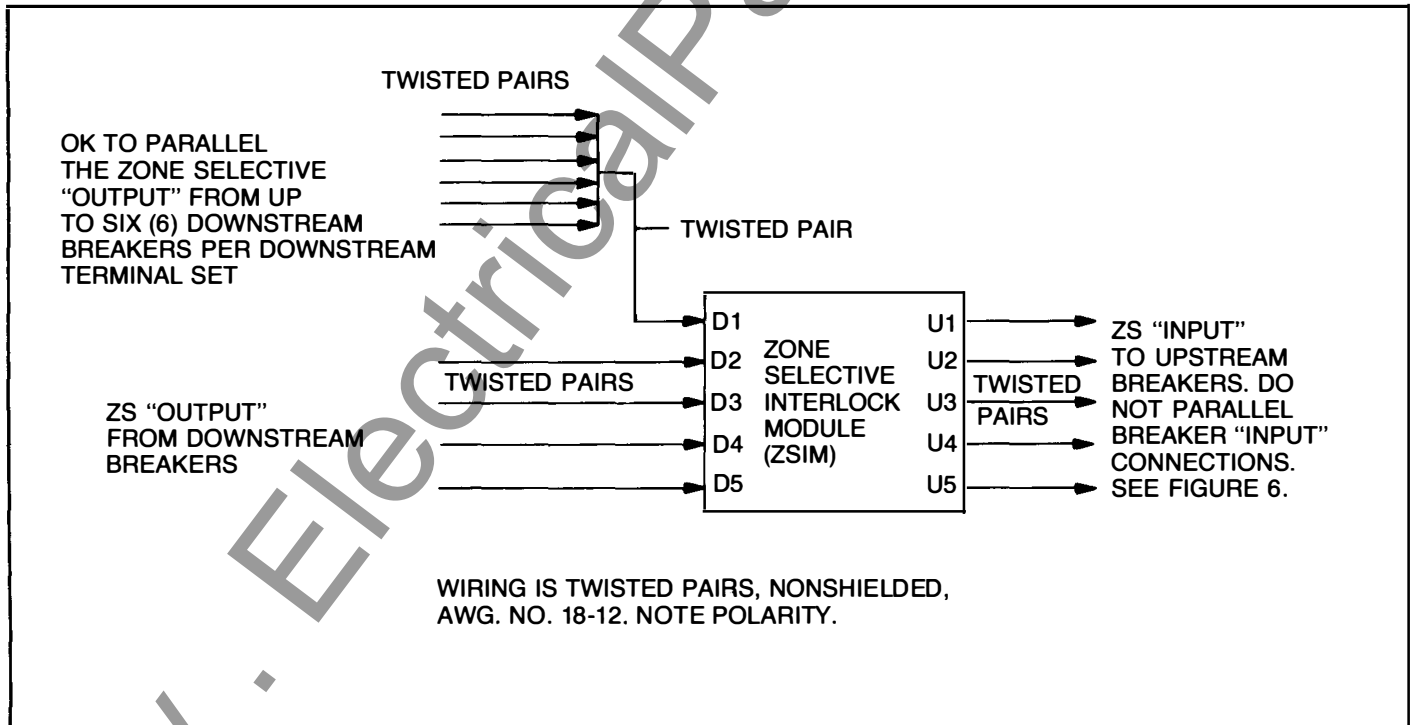 TWISTED PAIRS
OK TO PARALLEL
THE ZONE SELECTIVE
“OUTPUT” FROM UP
TO SIX (6) DOWNSTREAM
BREAKERS PER DOWNSTREAM
TERMINAL SET
TWISTED PAIR
D1
D2
D3
D4
D5
ZONE
SELECTIVE
INTERLOCK
MODULE
(ZSIM)
U1
U2
U3
U4
U5
TWISTED PAIRS
ZS “OUTPUT”
FROM DOWNSTREAM
BREAKERS
TWISTED
PAIRS
ZS “INPUT”
TO UPSTREAM
BREAKERS. DO
NOT PARALLEL
BREAKER “INPUT”
CONNECTIONS.
SEE FIGURE 6.
WIRING IS TWISTED PAIRS, NONSHIELDED,
AWG. NO. 18-12. NOTE POLARITY.